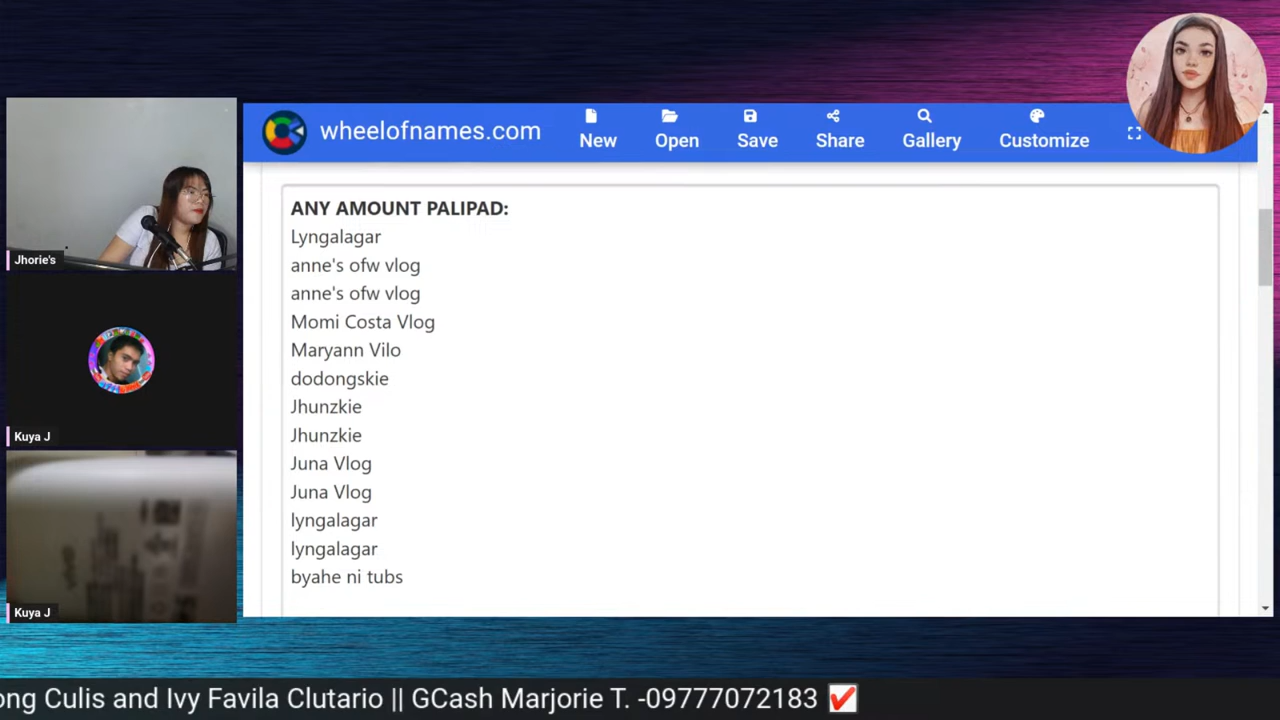 wheelofnames.com
New
Open
Save
Share
Gallery
Customize
ANY AMOUNT PALIPAD:
Lyngalagar
anne's ofw vlog
anne's ofw vlog
Momi Costa Vlog
Maryann Vilo
dodongskie
Jhunzkie
Jhunzkie
Juna Vlog
Juna Vlog
lyngalagar
lyngalagar
byahe ni tubs
Jhorie's
Kuya J
Kuya J
ong Culis and Ivy Favila Clutario || GCash Marjorie T. -09777072183 ✅